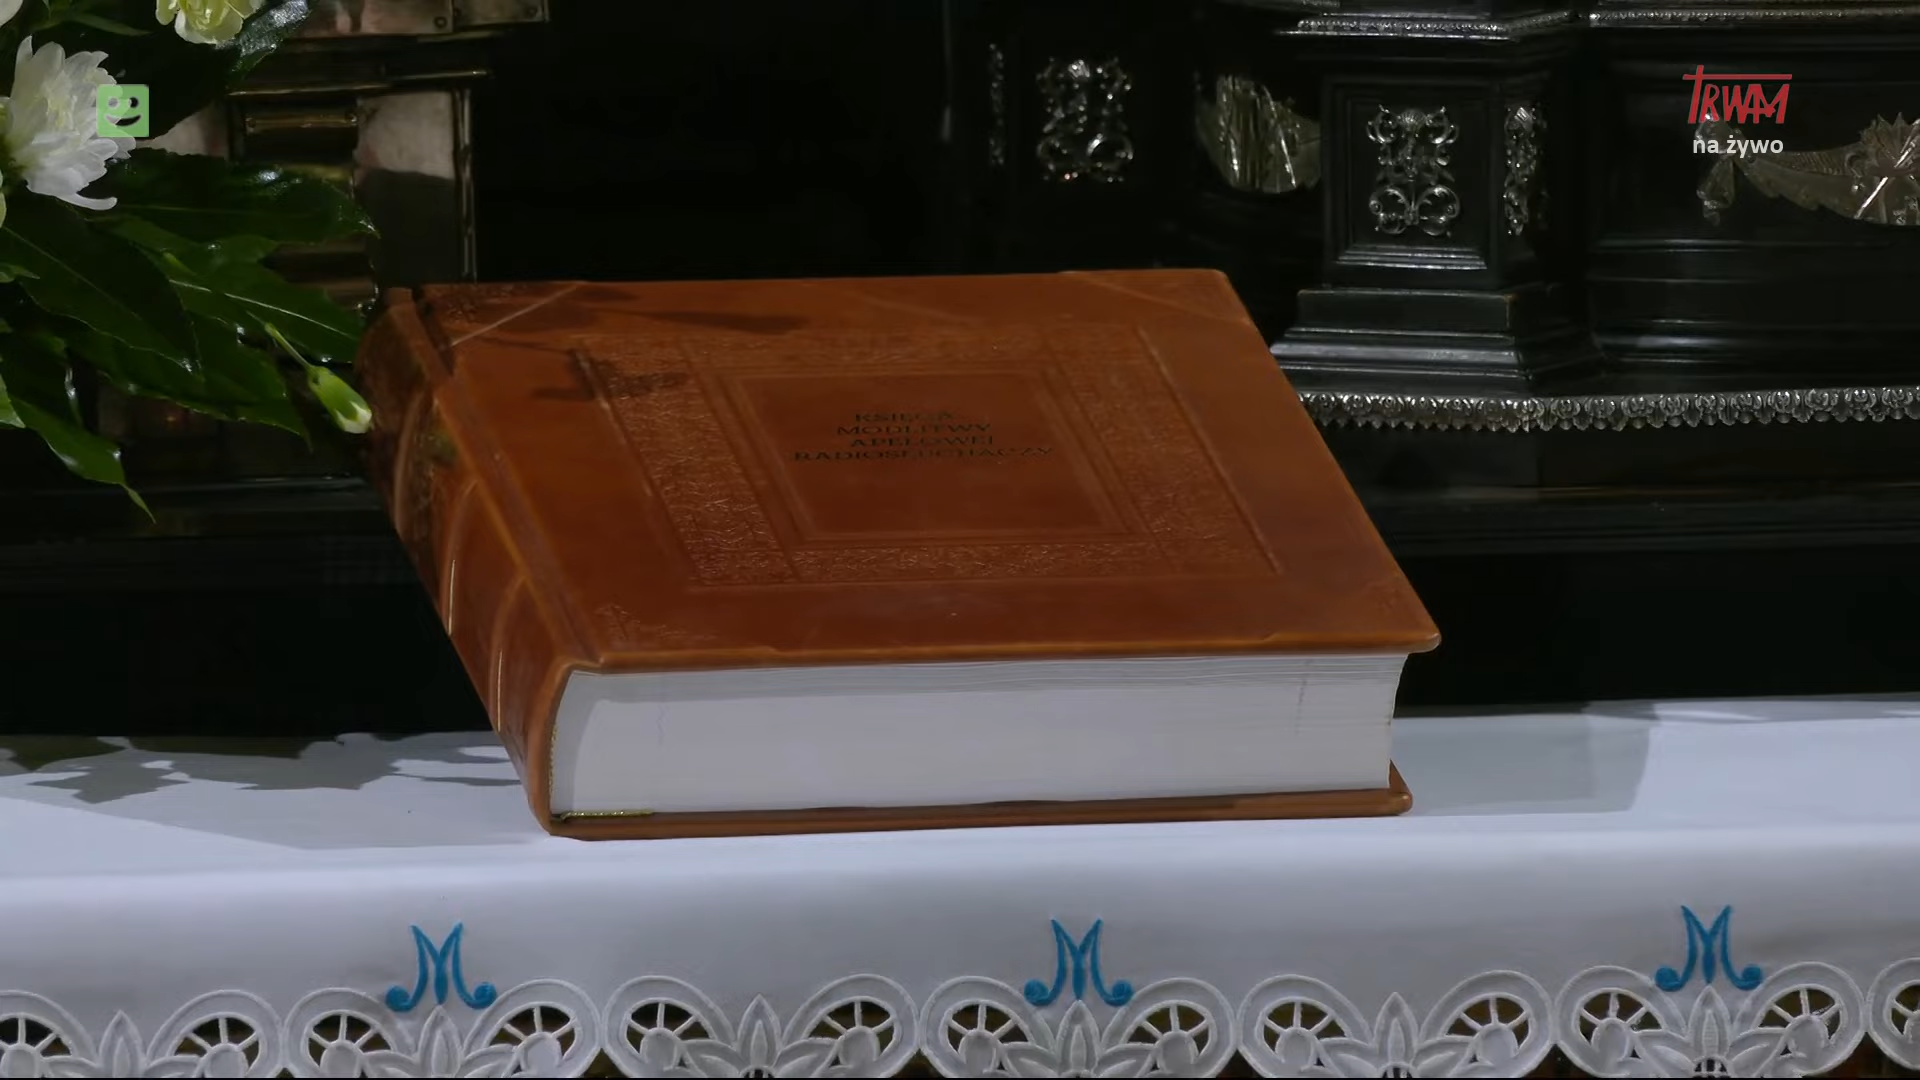 TRWAM
na żywo
KSIĘGA
MODLITWY
APELOWEJ
RADIOSŁUCHACZY
M M M